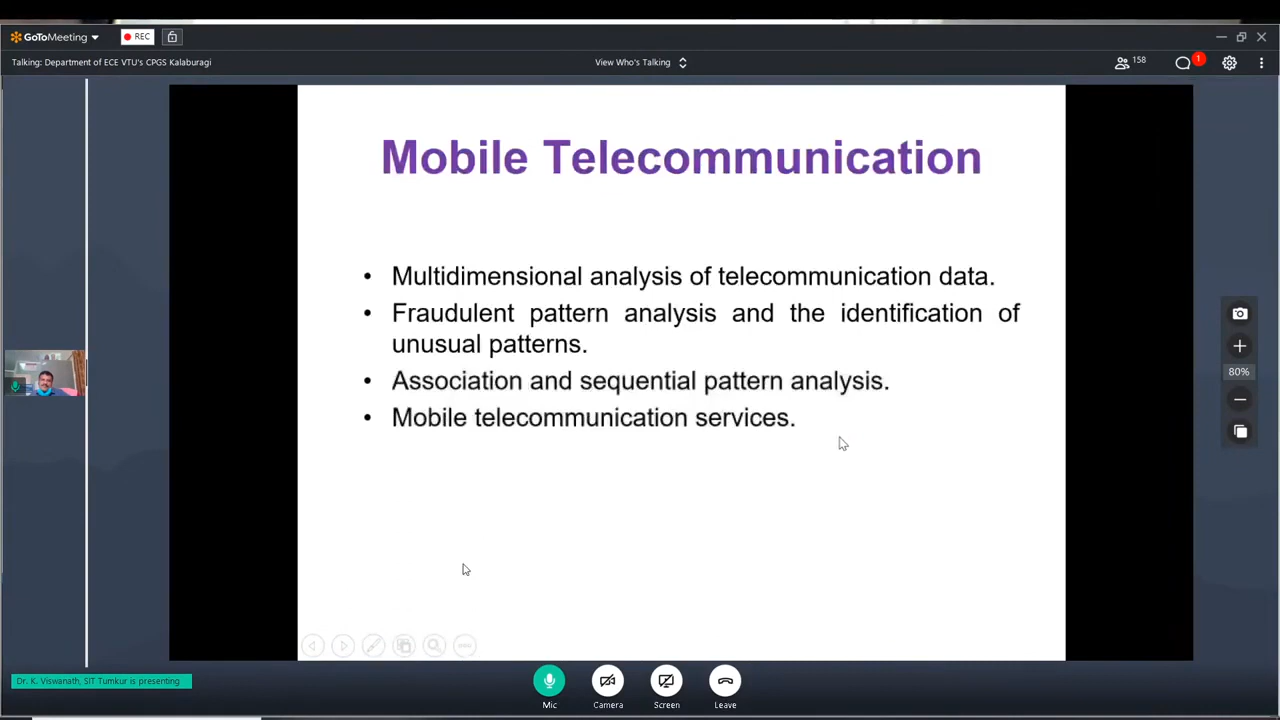 GoToMeeting
REC
Talking: Department of ECE VTU's CPGS Kalaburagi
View Who's Talking
158
1
Mobile Telecommunication
• Multidimensional analysis of telecommunication data.
• Fraudulent pattern analysis and the identification of
unusual patterns.
• Association and sequential pattern analysis.
• Mobile telecommunication services.
80%
Dr. K. Viswanath, SIT Tumkur is presenting
Mic
Camera
Screen
Leave